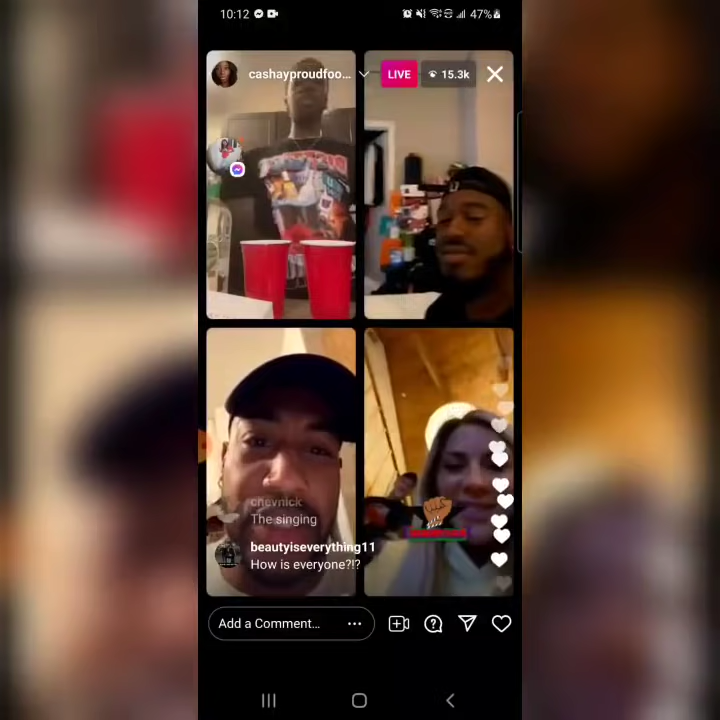 10:12
47%
cashayproudfoo...
LIVE
15.3k
chevnick
The singing
beautyiseverything11
How is everyone?!?
Add a Comment...